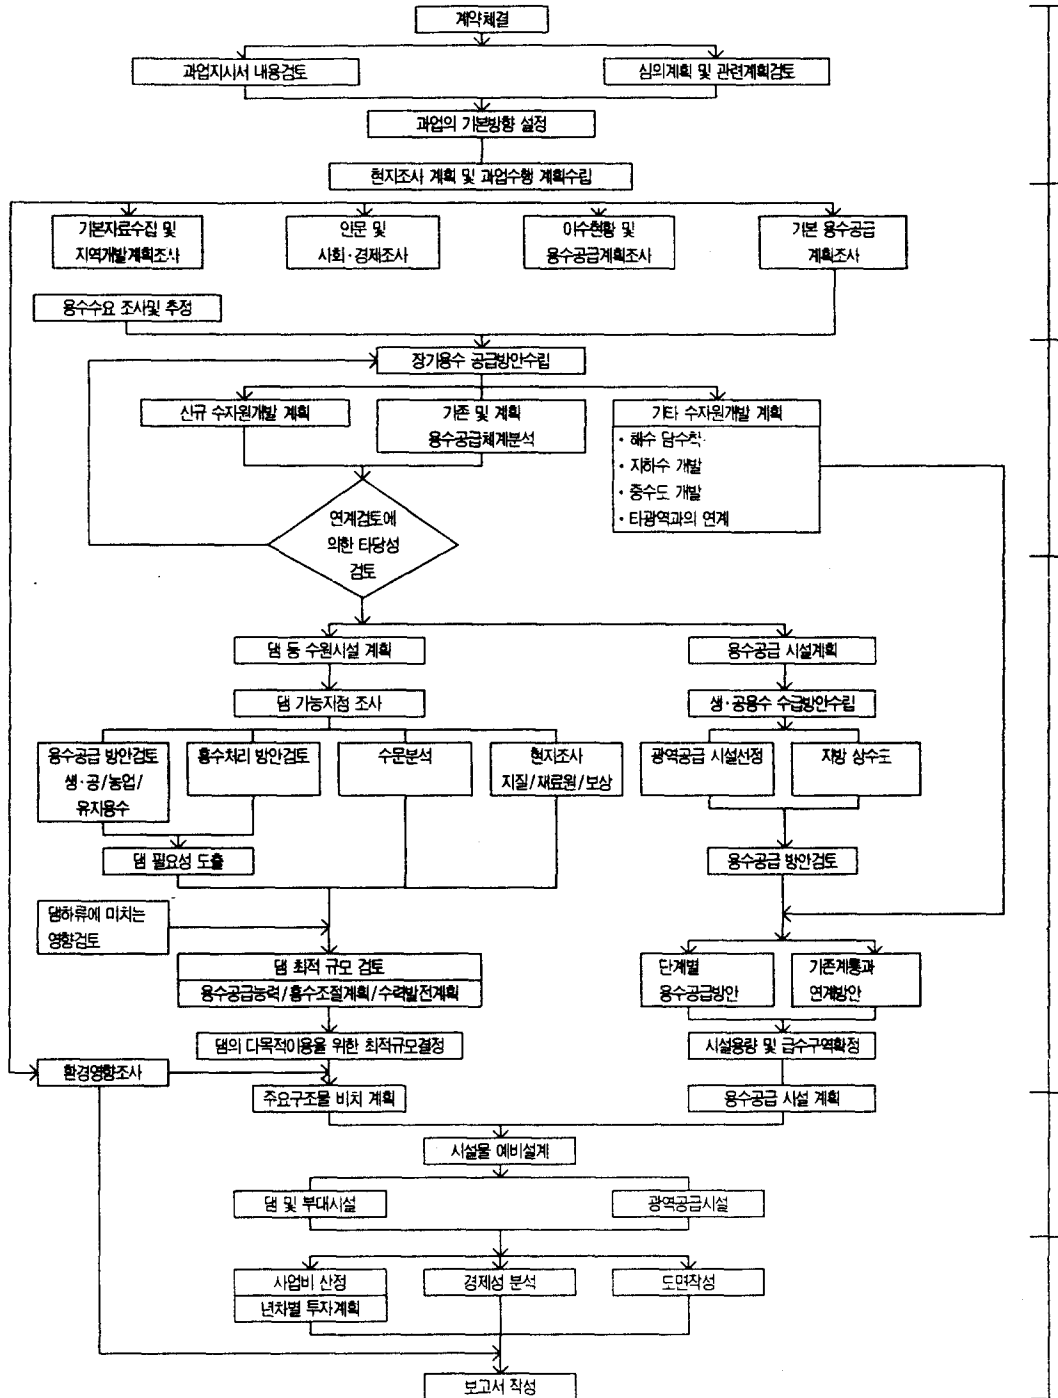 계약체결
과업지시서 내용검토
심의계획 및 관련계획검토
과업의 기본방향 설정
현지조사 계획 및 과업수행 계획수립
기본자료수집 및
지역개발계획조사
인문 및
사회·경제조사
이수현황 및
용수공급계획조사
기본 용수공급
계획조사
용수수요 조사및 추정
장기용수 공급방안수립
신규 수자원개발 계획
기존 및 계획
용수공급체계분석
기타 수자원개발 계획
· 해수 담수화
· 지하수 개발
· 중수도 개발
· 타광역과의 연계
연계검토에
의한 타당성
검토
댐 등 수원시설 계획
용수공급 시설계획
댐 가능지점 조사
생·공용수 수급방안수립
용수공급 방안검토
생·공/농업/
유지용수
홍수처리 방안검토
수문분석
현지조사
지질/재료원/보상
광역공급 시설선정
지방 상수도
댐 필요성 도출
용수공급 방안검토
댐하류에 미치는
영향검토
댐 최적 규모 검토
용수공급능력/홍수조절계획/수력발전계획
단계별
용수공급방안
기존계통과
연계방안
댐의 다목적이용을 위한 최적규모결정
시설용량 및 급수구역확정
환경영향조사
주요구조물 배치 계획
용수공급 시설 계획
시설물 예비설계
댐 및 부대시설
광역공급시설
사업비 산정
년차별 투자계획
경제성 분석
도면작성
보고서 작성